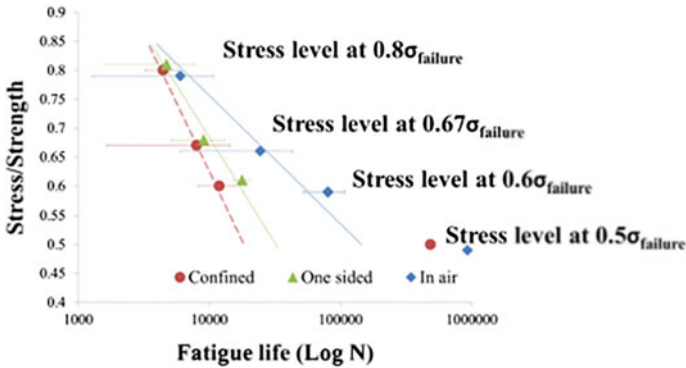 0.9
0.85
Stress level at 0.8σfailure
0.8
0.75
Stress level at 0.67σfailure
0.7
0.65
Stress level at 0.6σfailure
0.6
0.55
Stress level at 0.5σfailure
0.5
Confined One sided In air
0.45
0.4
1000 10000 100000 1000000
Stress/Strength
Fatigue life (Log N)